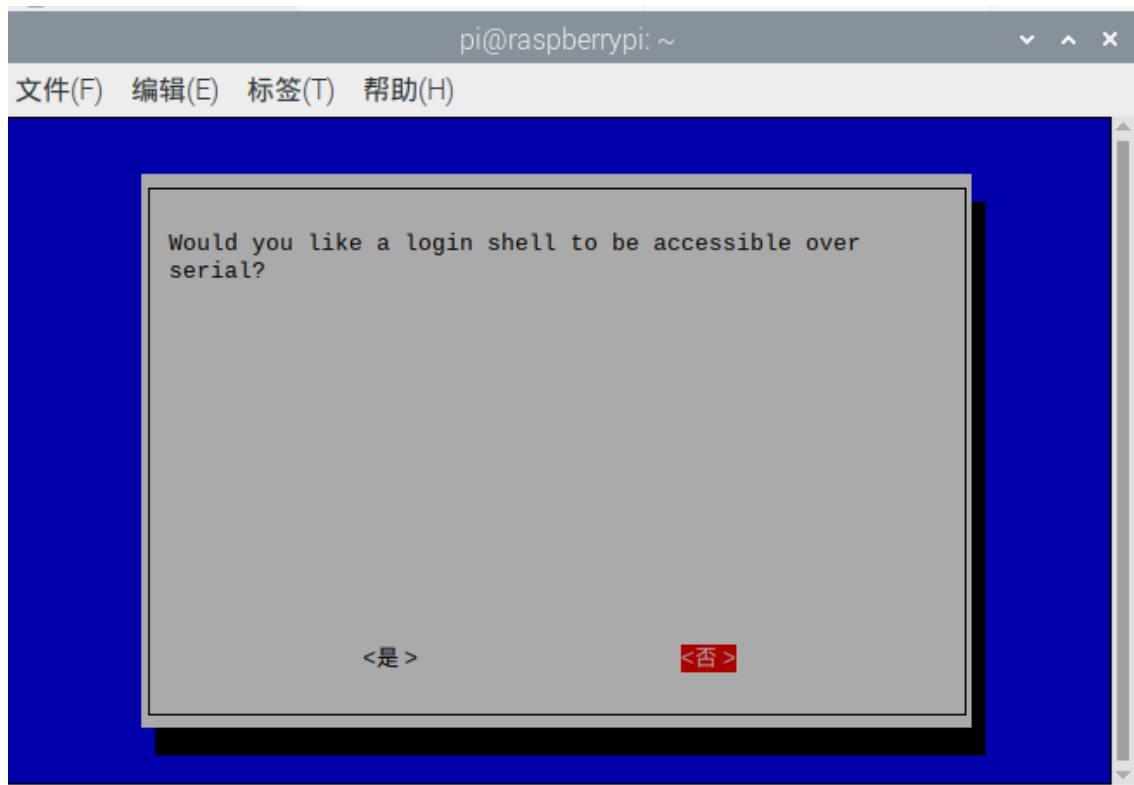 pi@raspberrypi: ~
文件(F) 编辑(E) 标签(T) 帮助(H)
Would you like a login shell to be accessible over
serial?
<是> <否>